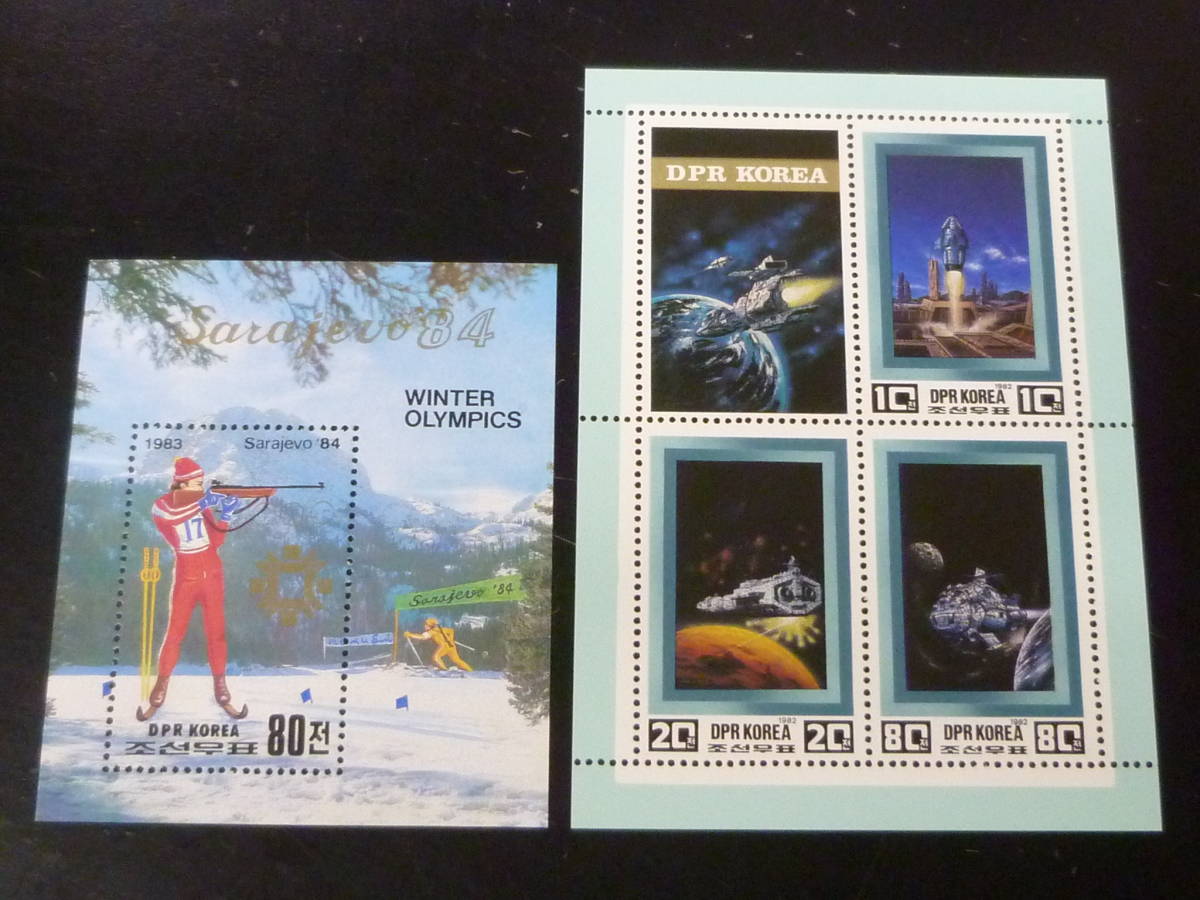 Sarajevo'84
WINTER
OLYMPICS
1983 Sarajevo '84
17
Sarajevo '84
DPR KOREA
조선우표 80전
DPR KOREA
1982
10전 DPR KOREA 10전
조선우표
1982
20전 DPR KOREA 20전
조선우표
1982
80전 DPR KOREA 80전
조선우표